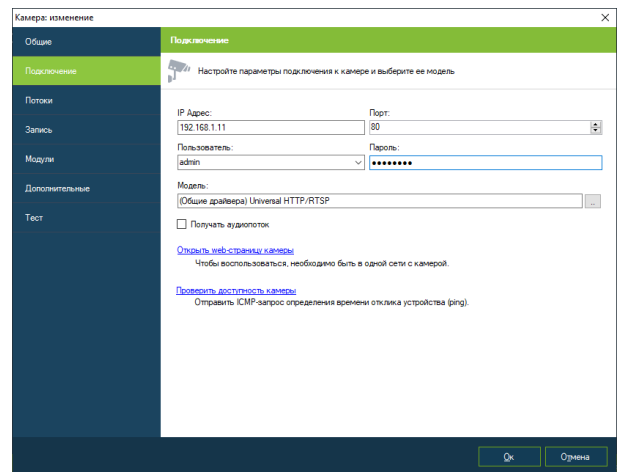 Камера: изменение
Общие
Подключение
Потоки
Запись
Модули
Дополнительные
Тест
Подключение
Настройте параметры подключения к камере и выберите ее модель
IP Адрес: Порт:
192.168.1.11 80
Пользователь: Пароль:
admin ●●●●●●●●
Модель:
(Общие драйвера) Universal HTTP/RTSP ...
Получать аудиопоток
Открыть web-страницу камеры
Чтобы воспользоваться, необходимо быть в одной сети с камерой.
Проверить доступность камеры
Отправить ICMP-запрос определения времени отклика устройства (ping).
Ок Отмена